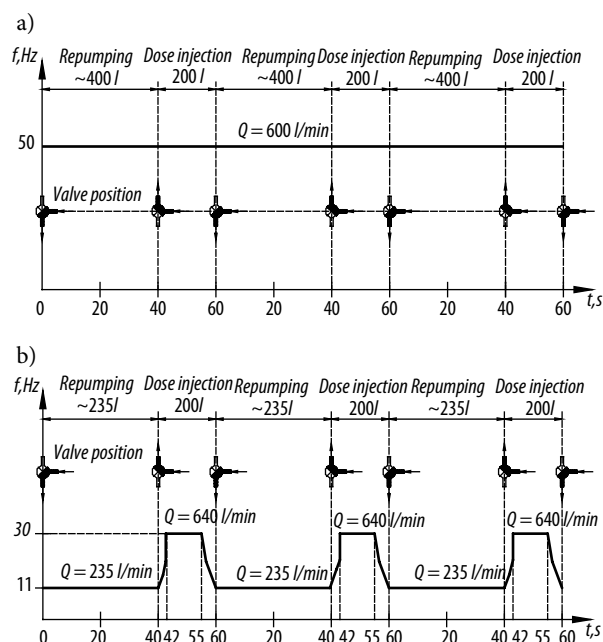 a)
f,Hz
Repumping Dose injection Repumping Dose injection Repumping Dose injection
~400 l 200 l ~400 l 200 l ~400 l 200 l
Q = 600 l/min
50
Valve position
0 20 40 60 20 40 60 20 40 60
t,s
b)
f,Hz
Repumping Dose injection Repumping Dose injection Repumping Dose injection
~235l 200l ~235l 200l ~235l 200l
Valve position
Q = 640 l/min Q = 640 l/min Q = 640 l/min
30
Q = 235 l/min Q = 235 l/min Q = 235 l/min
11
0 20 40 42 55 60 20 40 42 55 60 20 40 42 55 60
t,s